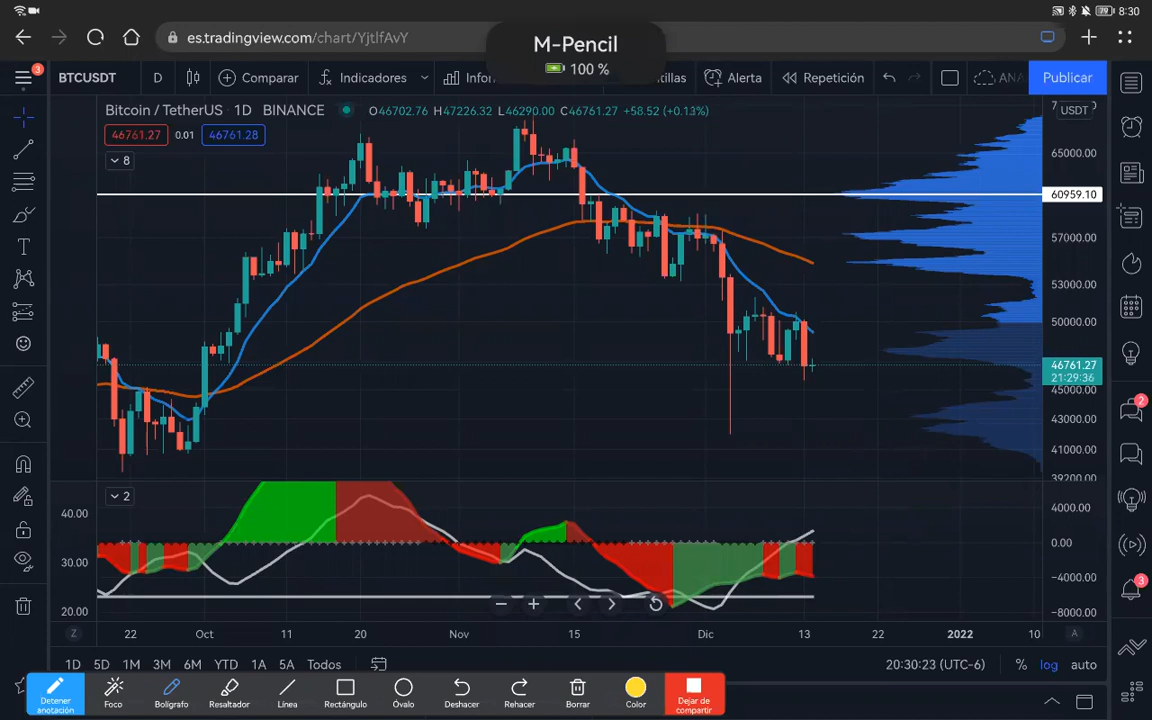 8:30
M-Pencil
100 %
es.tradingview.com/chart/YjtlfAvY
3
BTCUSDT
D
Comparar
Indicadores
Infor
tillas
Alerta
Repetición
ANA
Publicar
Bitcoin / TetherUS · 1D · BINANCE
O46702.76 H47226.32 L46290.00 C46761.27 +58.52 (+0.13%)
USDT
46761.27
0.01
46761.28
8
65000.00
60959.10
57000.00
53000.00
50000.00
46761.27
21:29:36
45000.00
43000.00
41000.00
39200.00
2
40.00
30.00
20.00
4000.00
0.00
-4000.00
-8000.00
Z
22
Oct
11
20
Nov
15
Dic
13
22
2022
10
A
1D 5D 1M 3M 6M YTD 1A 5A Todos
20:30:23 (UTC-6)
%
log
auto
2
3
Detener
anotación
Foco
Bolígrafo
Resaltador
Línea
Rectángulo
Óvalo
Deshacer
Rehacer
Borrar
Color
Dejar de
compartir